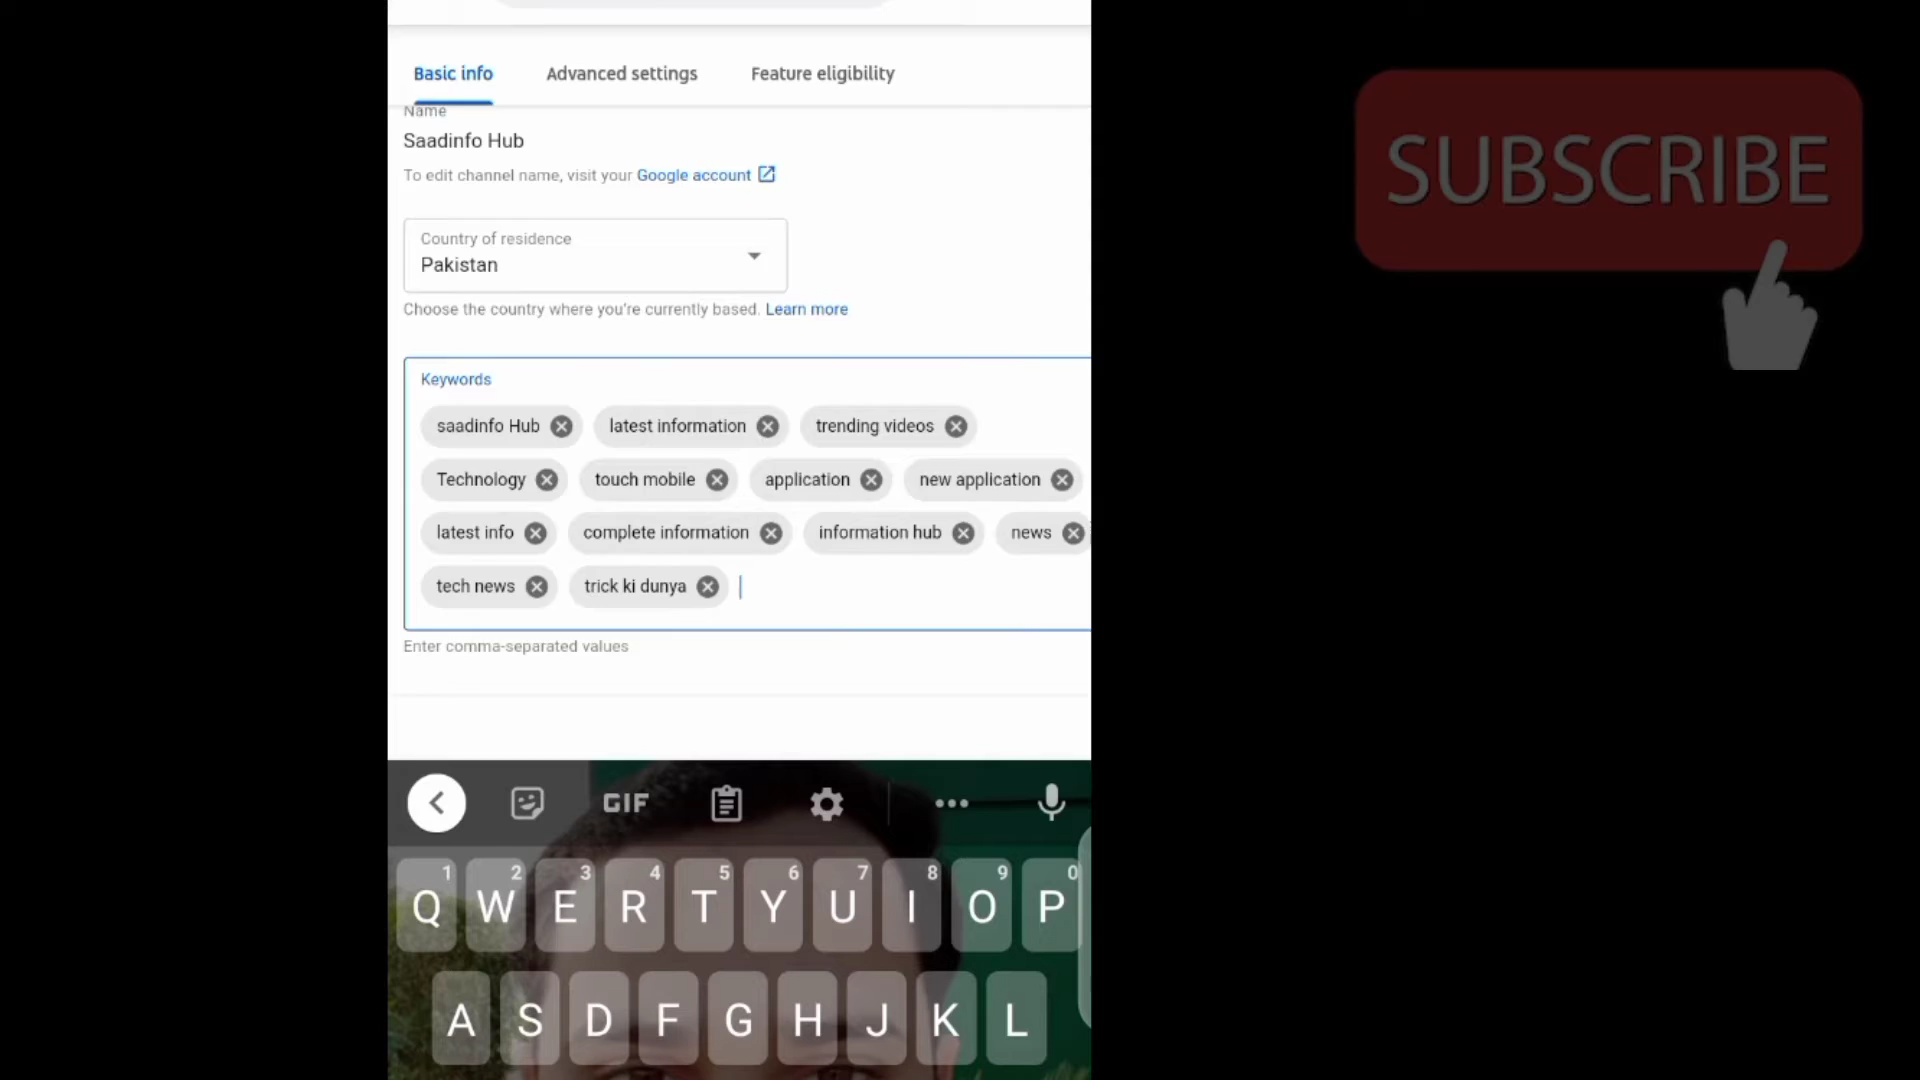 Basic info Advanced settings Feature eligibility
Name
Saadinfo Hub
To edit channel name, visit your Google account
Country of residence
Pakistan
Choose the country where you're currently based. Learn more
Keywords
saadinfo Hub latest information trending videos
Technology touch mobile application new application
latest info complete information information hub news
tech news trick ki dunya
Enter comma-separated values
GIF
1 2 3 4 5 6 7 8 9 0
Q W E R T Y U I O P
A S D F G H J K L
SUBSCRIBE